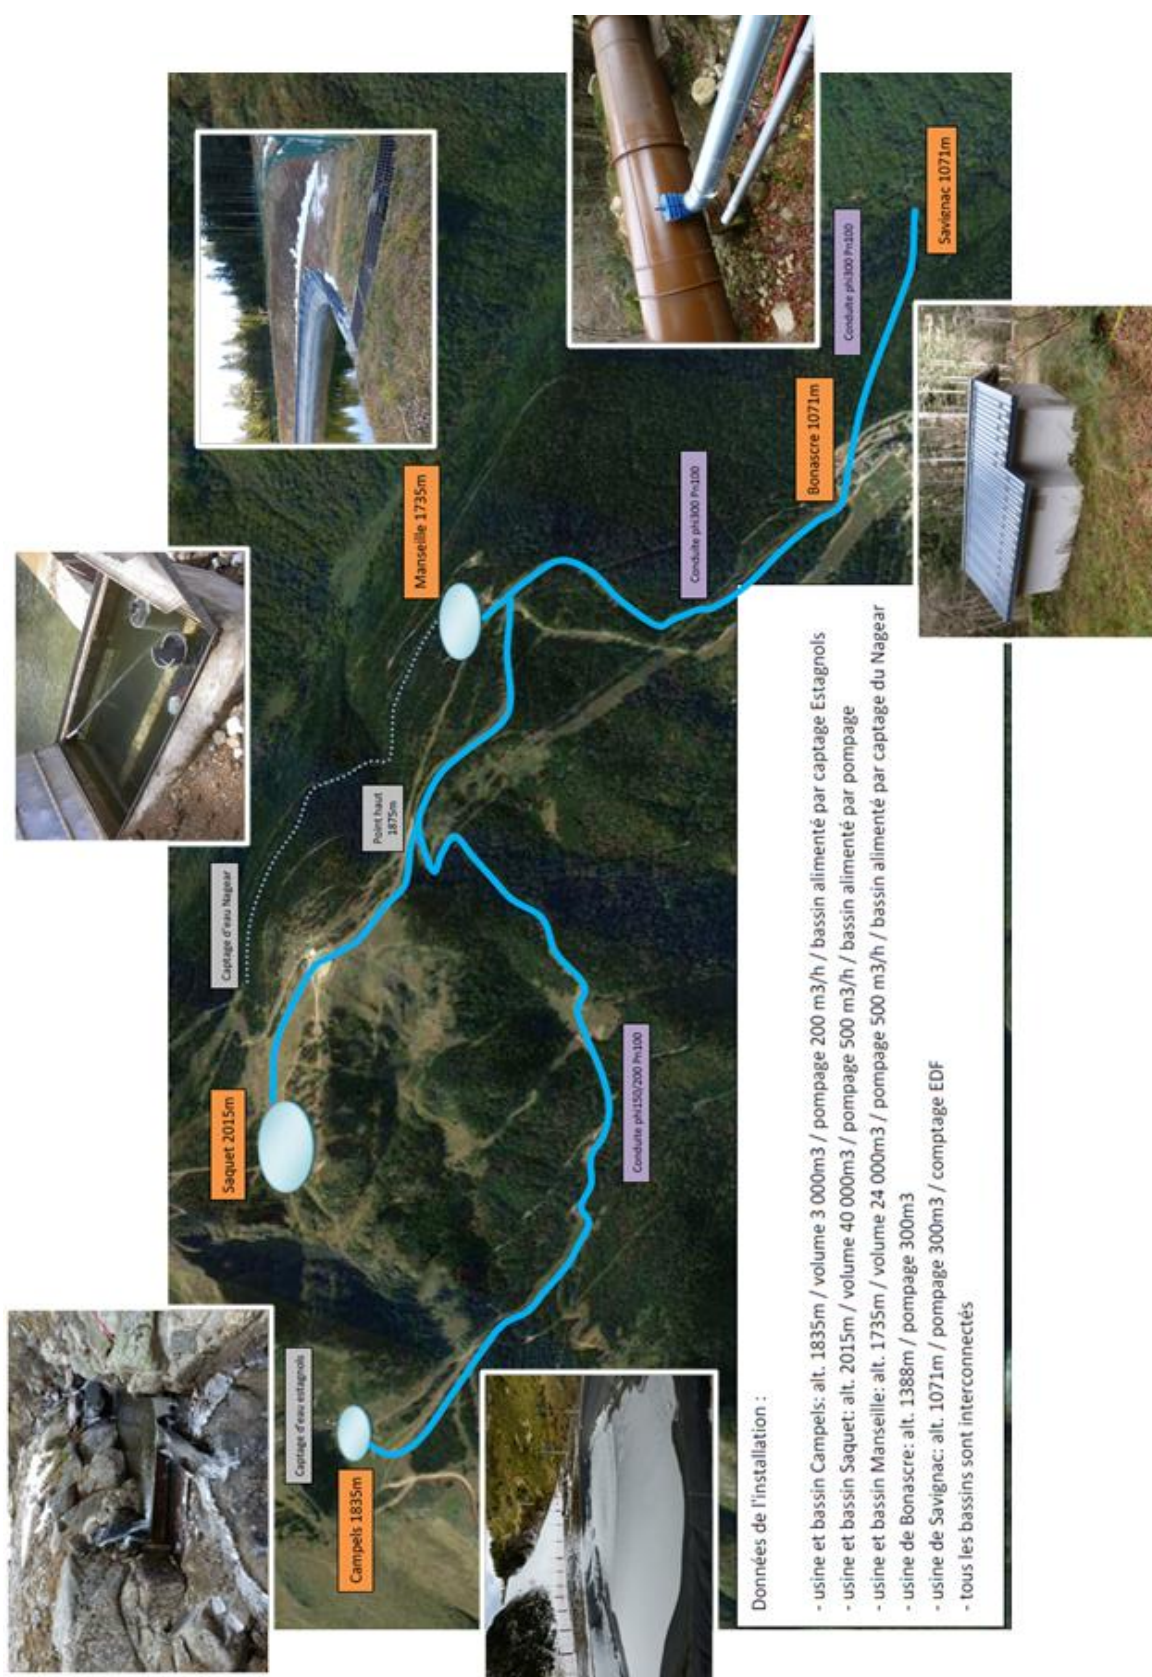 Savignac 1071m
Conduite phi300 Pn100
Bonascre 1071m
Conduite phi300 Pn100
Manseille 1735m
Point haut
1875m
Captage d'eau Nagear
Saquet 2015m
Conduite phi150/200 Pn100
Captage d'eau estagnols
Campels 1835m
Données de l'installation :
- usine et bassin Campels: alt. 1835m / volume 3 000m3 / pompage 200 m3/h / bassin alimenté par captage Estagnols
- usine et bassin Saquet: alt. 2015m / volume 40 000m3 / pompage 500 m3/h / bassin alimenté par pompage
- usine et bassin Manseille: alt. 1735m / volume 24 000m3 / pompage 500 m3/h / bassin alimenté par captage du Nagear
- usine de Bonascre: alt. 1388m / pompage 300m3
- usine de Savignac: alt. 1071m / pompage 300m3 / comptage EDF
- tous les bassins sont interconnectés